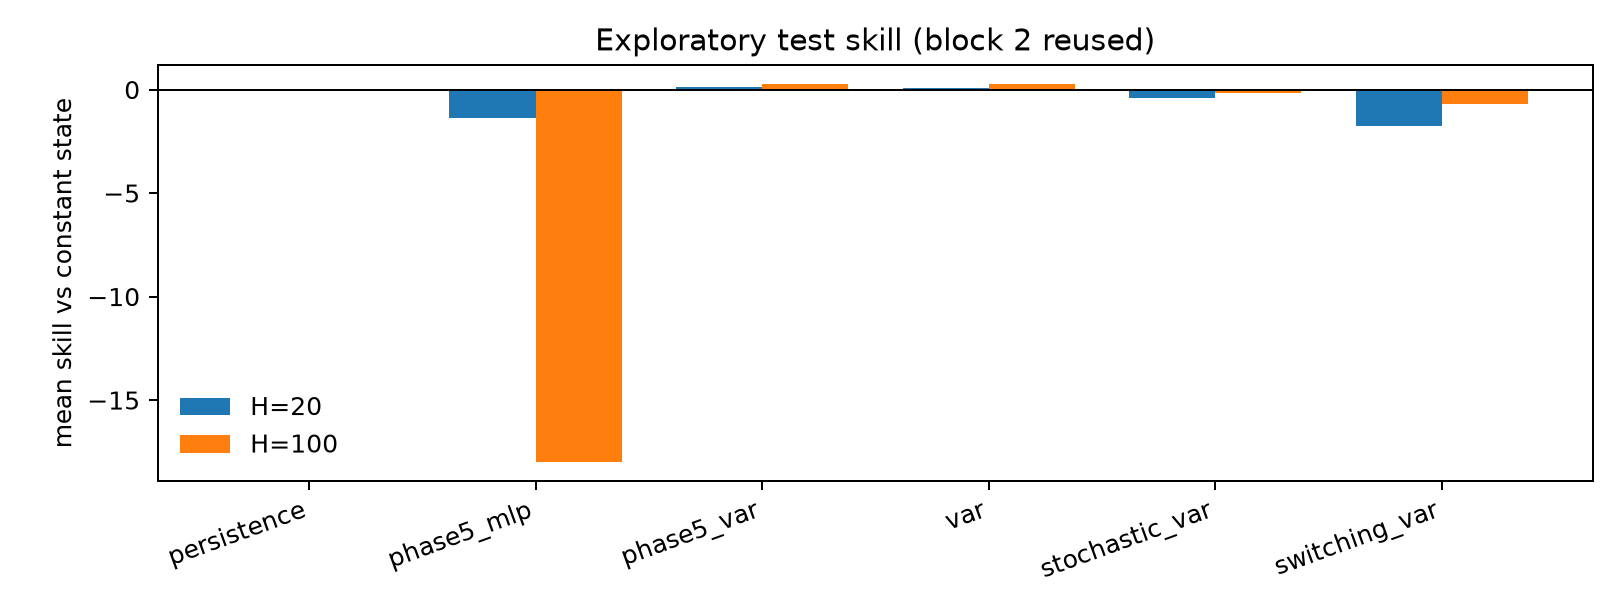 Exploratory test skill (block 2 reused)
mean skill vs constant state
0
−5
−10
−15
H=20
H=100
persistence
phase5_mlp
phase5_var
var
stochastic_var
switching_var